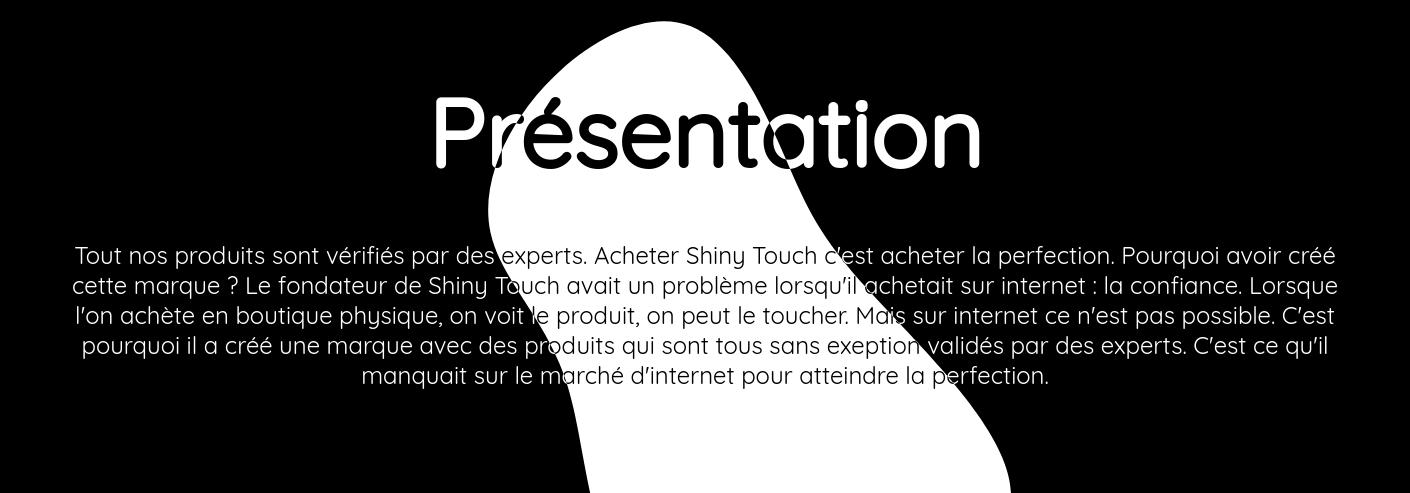 Présentation
Tout nos produits sont vérifiés par des experts. Acheter Shiny Touch c'est acheter la perfection. Pourquoi avoir créé
cette marque ? Le fondateur de Shiny Touch avait un problème lorsqu'il achetait sur internet : la confiance. Lorsque
l'on achète en boutique physique, on voit le produit, on peut le toucher. Mais sur internet ce n'est pas possible. C'est
pourquoi il a créé une marque avec des produits qui sont tous sans exeption validés par des experts. C'est ce qu'il
manquait sur le marché d'internet pour atteindre la perfection.